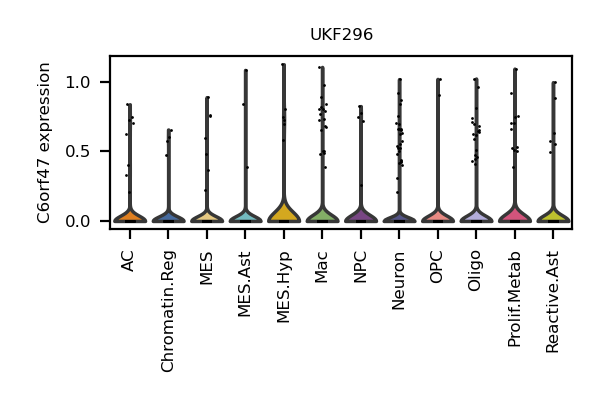 UKF296
C6orf47 expression
1.0
0.5
0.0
AC
Chromatin.Reg
MES
MES.Ast
MES.Hyp
Mac
NPC
Neuron
OPC
Oligo
Prolif.Metab
Reactive.Ast